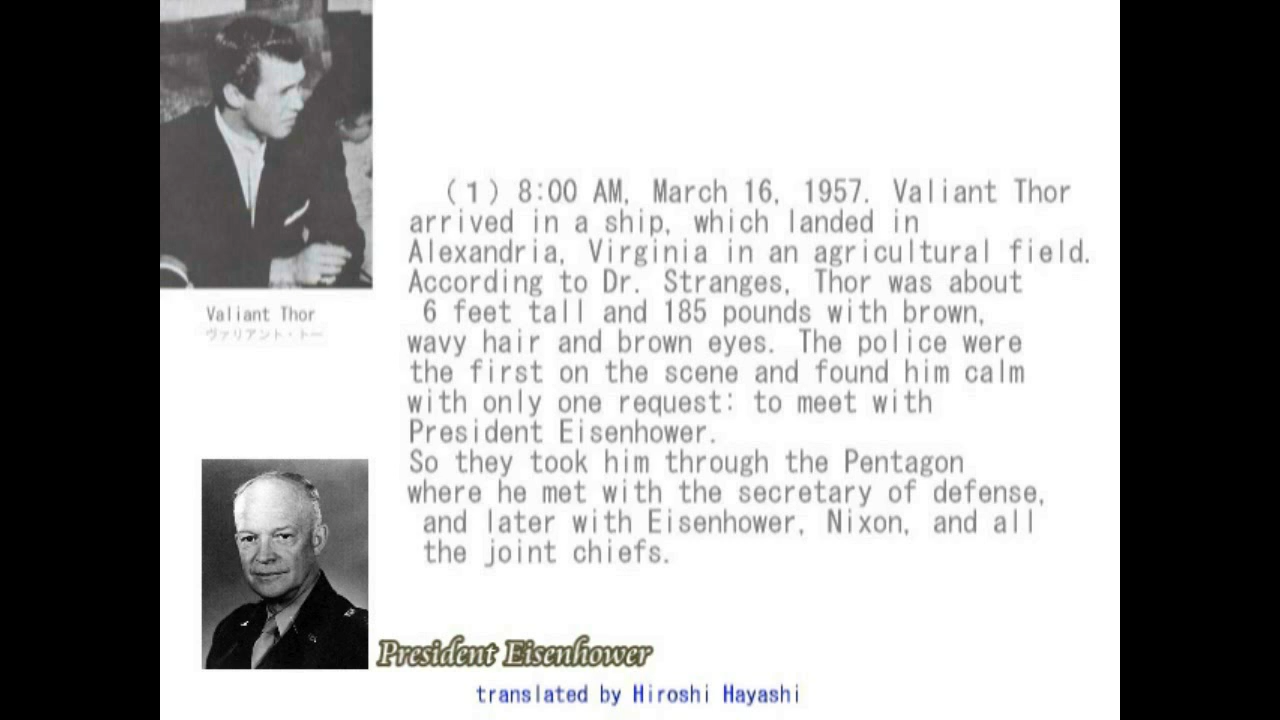 (1) 8:00 AM, March 16, 1957. Valiant Thor
arrived in a ship, which landed in
Alexandria, Virginia in an agricultural field.
According to Dr. Stranges, Thor was about
6 feet tall and 185 pounds with brown,
wavy hair and brown eyes. The police were
the first on the scene and found him calm
with only one request: to meet with
President Eisenhower.
So they took him through the Pentagon
where he met with the secretary of defense,
and later with Eisenhower, Nixon, and all
the joint chiefs.
Valiant Thor
ヴァリアント・トー
President Eisenhower
translated by Hiroshi Hayashi